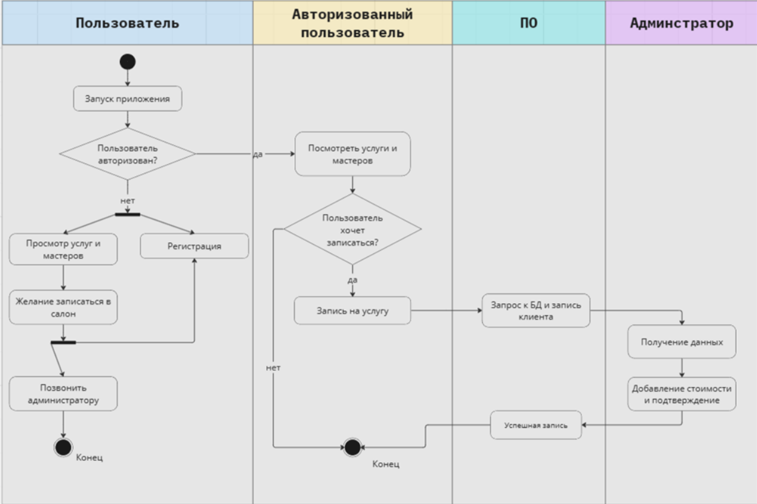 Пользователь
Авторизованный
пользователь
ПО
Админстратор
Запуск приложения
Пользователь
авторизован?
да
нет
Посмотреть услуги и
мастеров
Просмотр услуг и
мастеров
Регистрация
Пользователь
хочет
записаться?
да
нет
Желание записаться в
салон
Запись на услугу
Запрос к БД и запись
клиента
Получение данных
Позвонить
администратору
Добавление стоимости
и подтверждение
Успешная запись
Конец
Конец